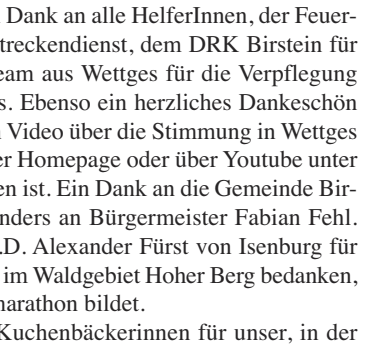 Dank an alle HelferInnen, der Feuer-
treckendienst, dem DRK Birstein für
eam aus Wettges für die Verpflegung
s. Ebenso ein herzliches Dankeschön
Video über die Stimmung in Wettges
er Homepage oder über Youtube unter
en ist. Ein Dank an die Gemeinde Bir-
nders an Bürgermeister Fabian Fehl.
.D. Alexander Fürst von Isenburg für
im Waldgebiet Hoher Berg bedanken,
narathon bildet.
Kuchenbäckerinnen für unser, in der